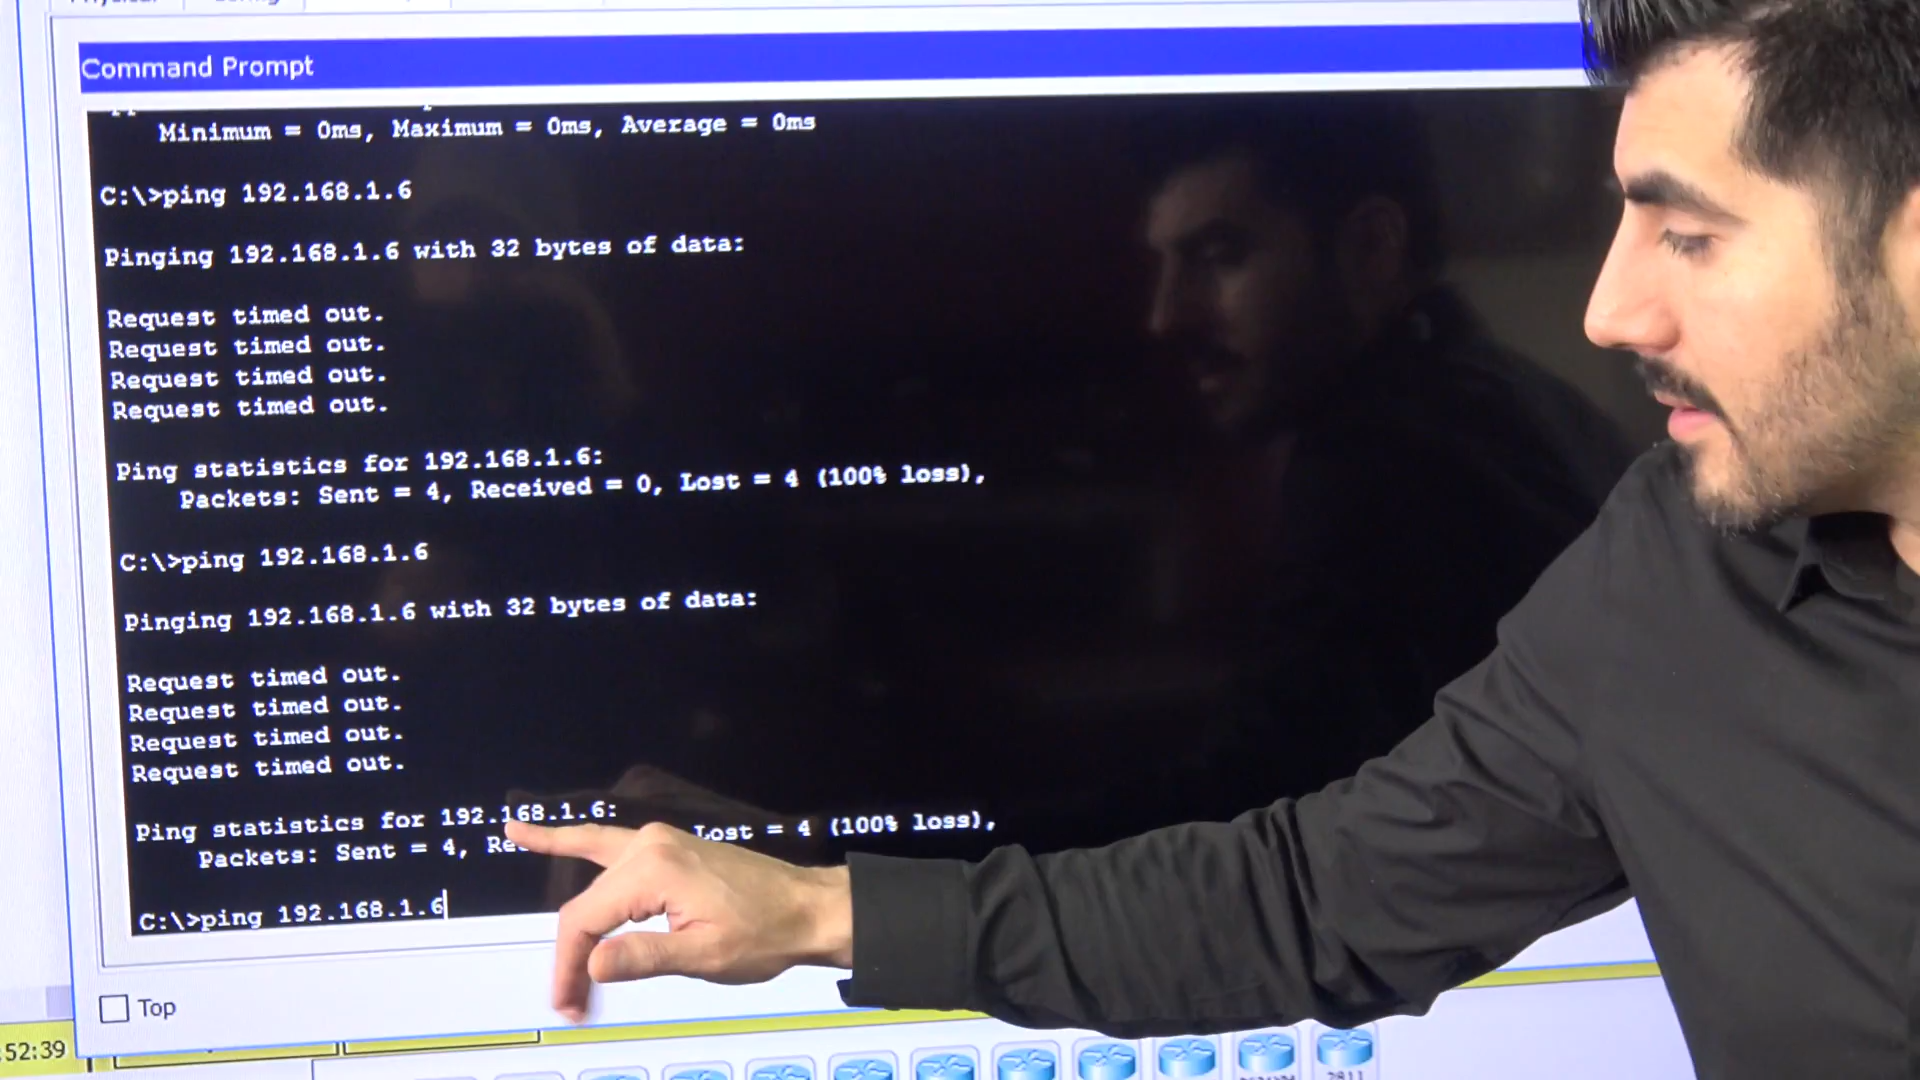 Physical
Config
Command Prompt
Minimum = 0ms, Maximum = 0ms, Average = 0ms
C:\>ping 192.168.1.6
Pinging 192.168.1.6 with 32 bytes of data:
Request timed out.
Request timed out.
Request timed out.
Request timed out.
Ping statistics for 192.168.1.6:
Packets: Sent = 4, Received = 0, Lost = 4 (100% loss),
C:\>ping 192.168.1.6
Pinging 192.168.1.6 with 32 bytes of data:
Request timed out.
Request timed out.
Request timed out.
Request timed out.
Ping statistics for 192.168.1.6:
Packets: Sent = 4, Lost = 4 (100% loss),
C:\>ping 192.168.1.6
Top
:52:39
2811